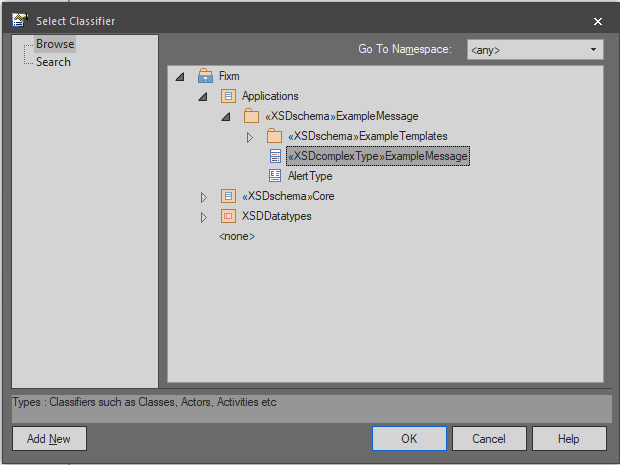 Select Classifier
Browse
Search
Go To Namespace:
<any>
Fixm
Applications
«XSDschema»ExampleMessage
«XSDschema»ExampleTemplates
«XSDcomplexType»ExampleMessage
AlertType
«XSDschema»Core
XSDDatatypes
<none>
Types : Classifiers such as Classes, Actors, Activities etc
Add New
OK
Cancel
Help